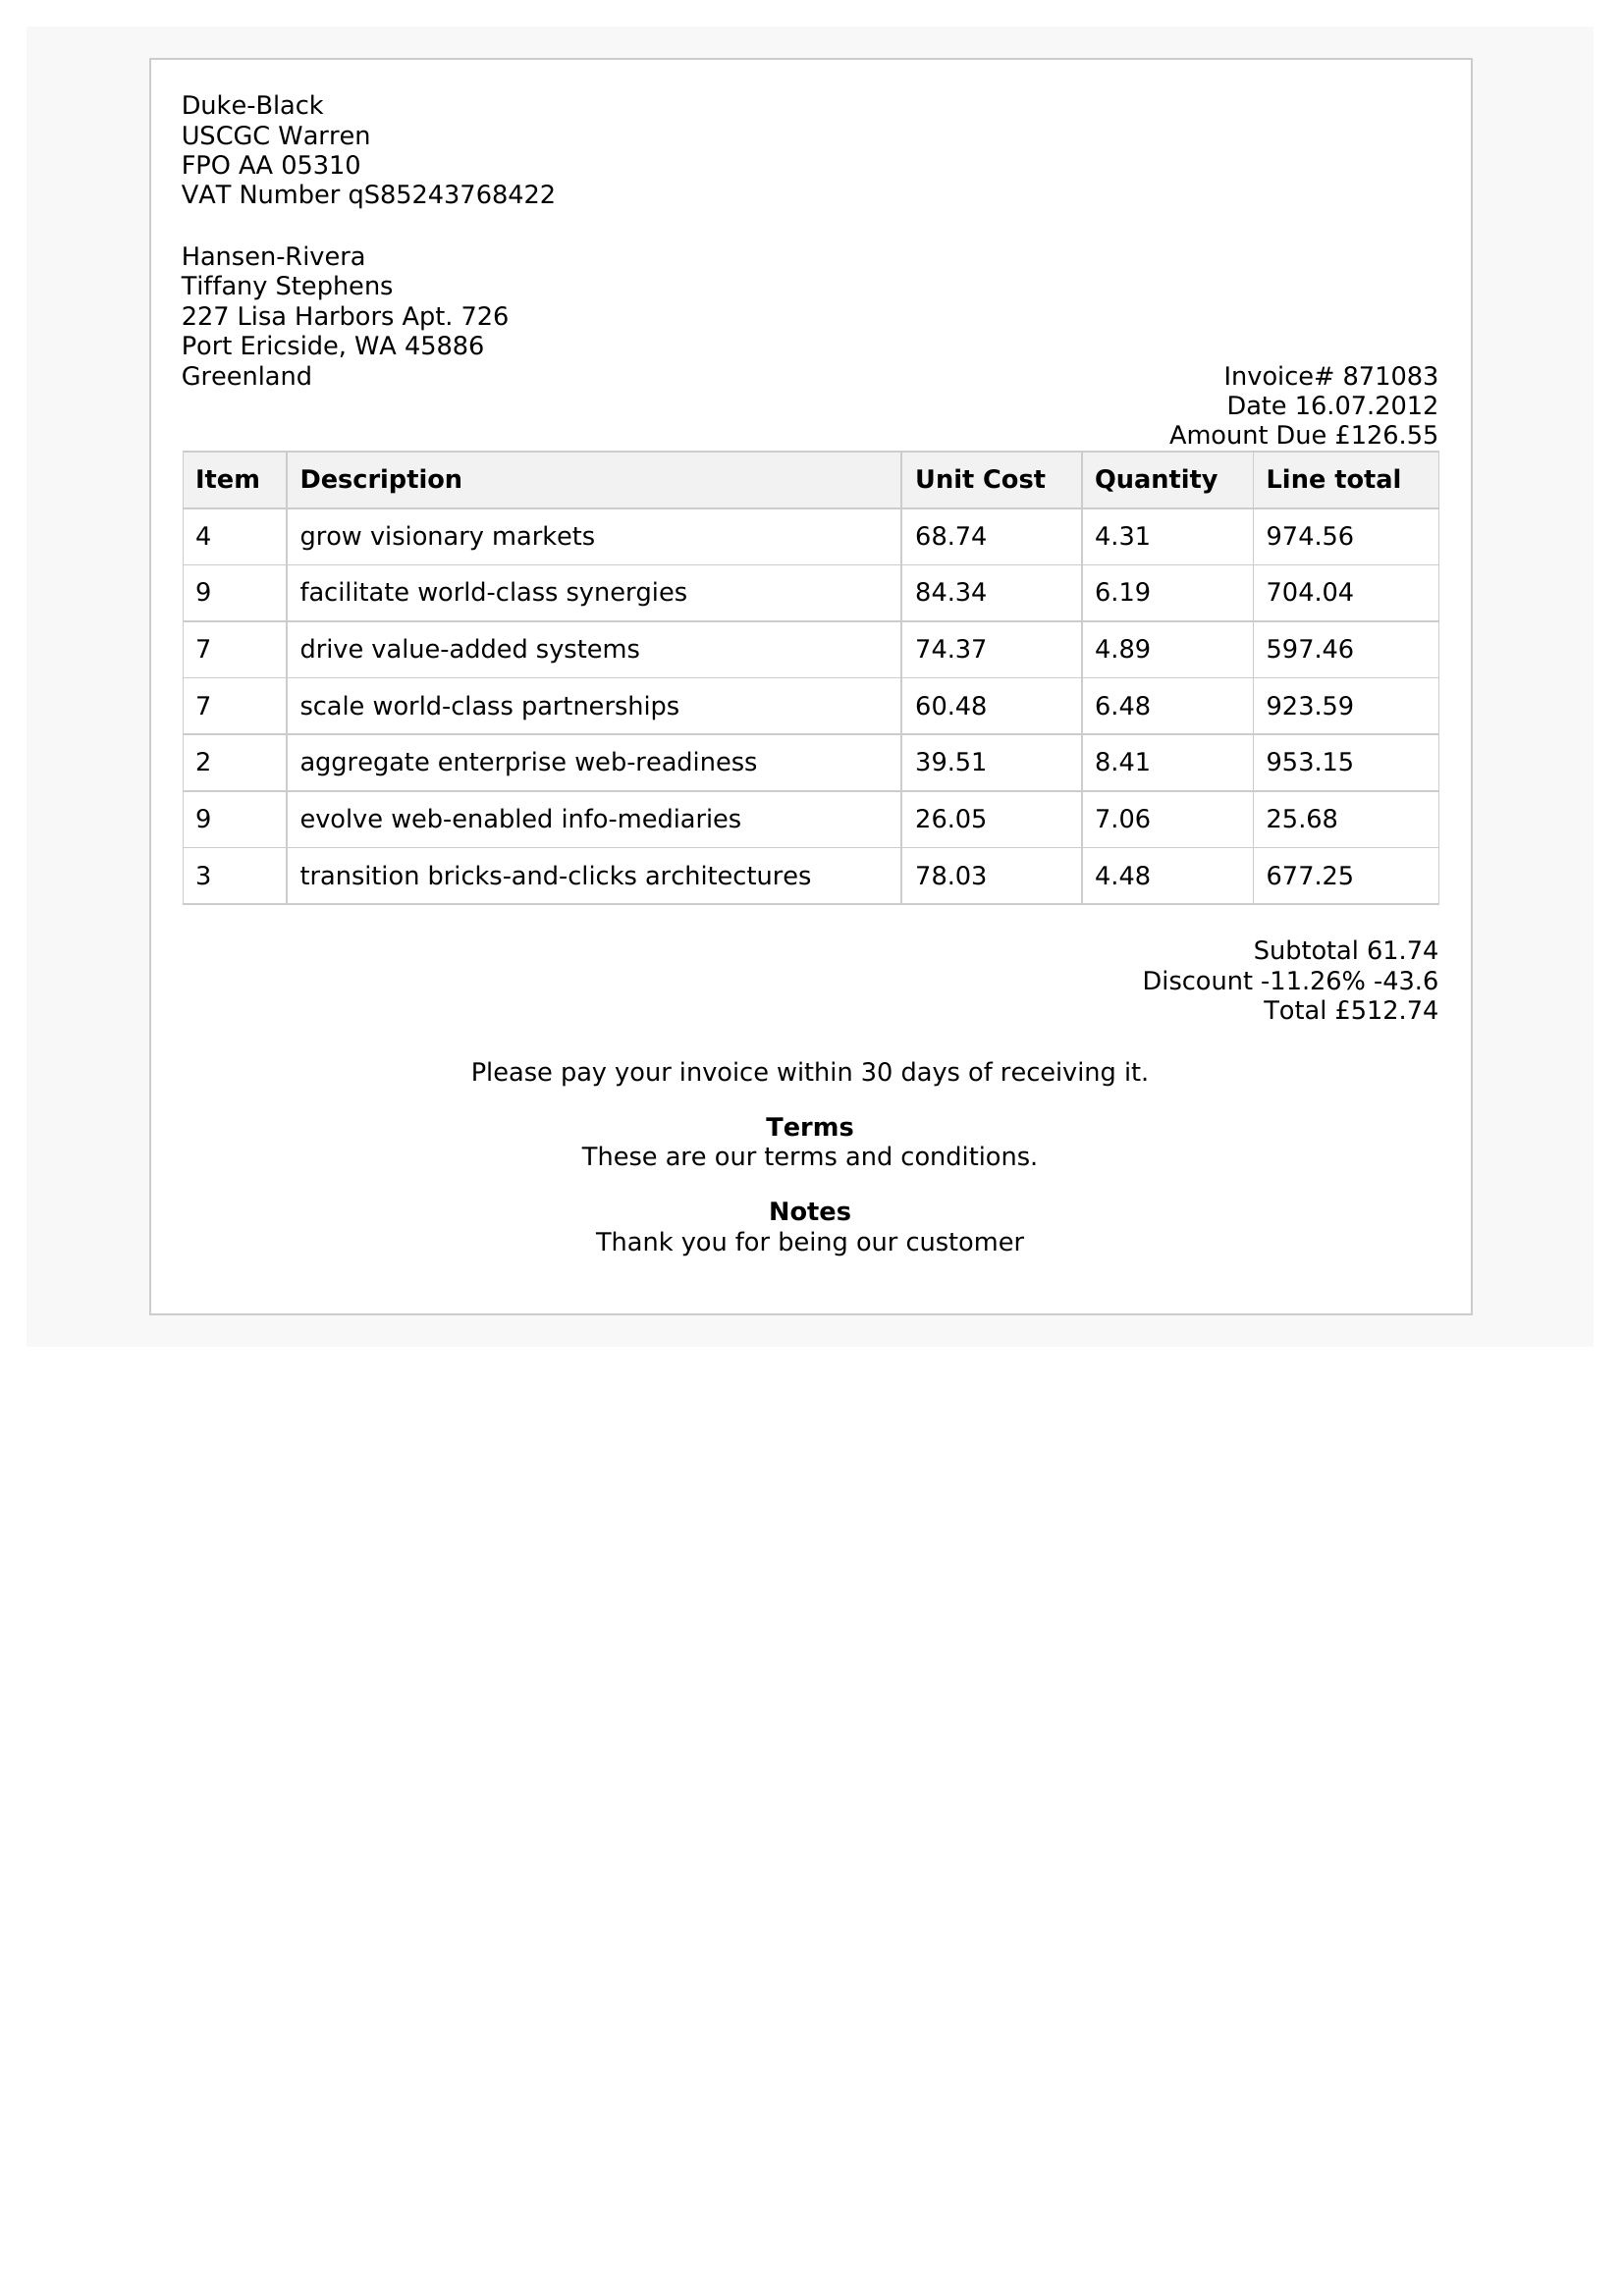 Duke-Black
USCGC Warren
FPO AA 05310
VAT Number qS85243768422
Hansen-Rivera
Tiffany Stephens
227 Lisa Harbors Apt. 726
Port Ericside, WA 45886
Greenland
Invoice# 871083
Date 16.07.2012
Amount Due £126.55
Item Description Unit Cost Quantity Line total
4 grow visionary markets 68.74 4.31 974.56
9 facilitate world-class synergies 84.34 6.19 704.04
7 drive value-added systems 74.37 4.89 597.46
7 scale world-class partnerships 60.48 6.48 923.59
2 aggregate enterprise web-readiness 39.51 8.41 953.15
9 evolve web-enabled info-mediaries 26.05 7.06 25.68
3 transition bricks-and-clicks architectures 78.03 4.48 677.25
Subtotal 61.74
Discount -11.26% -43.6
Total £512.74
Please pay your invoice within 30 days of receiving it.
Terms
These are our terms and conditions.
Notes
Thank you for being our customer